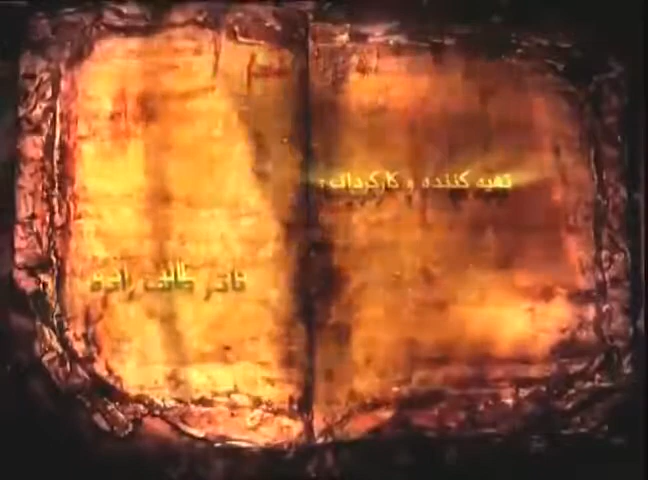 تهیه کننده و کارگردان :
نادر طالب زاده